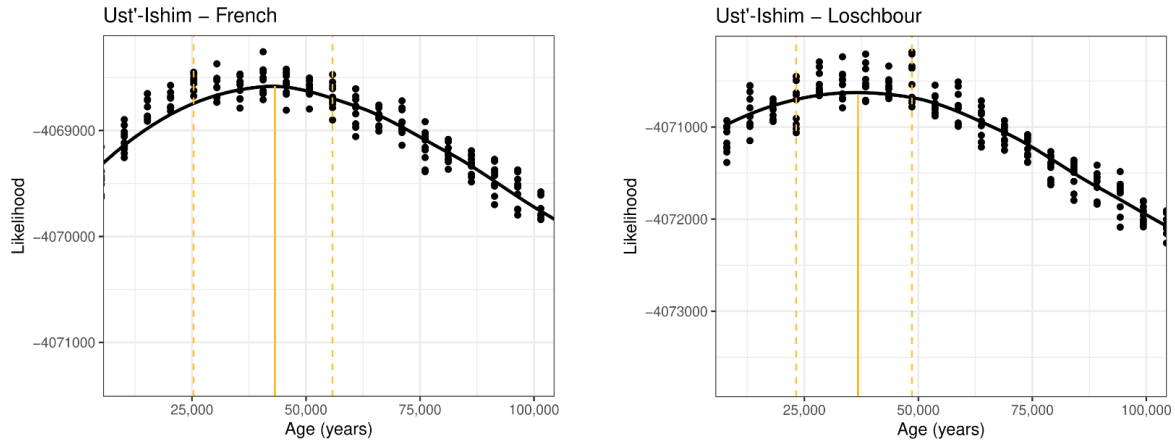 Ust'-Ishim − French
Likelihood
−4069000
−4070000
−4071000
25,000 50,000 75,000 100,000
Age (years)
Ust'-Ishim − Loschbour
Likelihood
−4071000
−4072000
−4073000
25,000 50,000 75,000 100,000
Age (years)